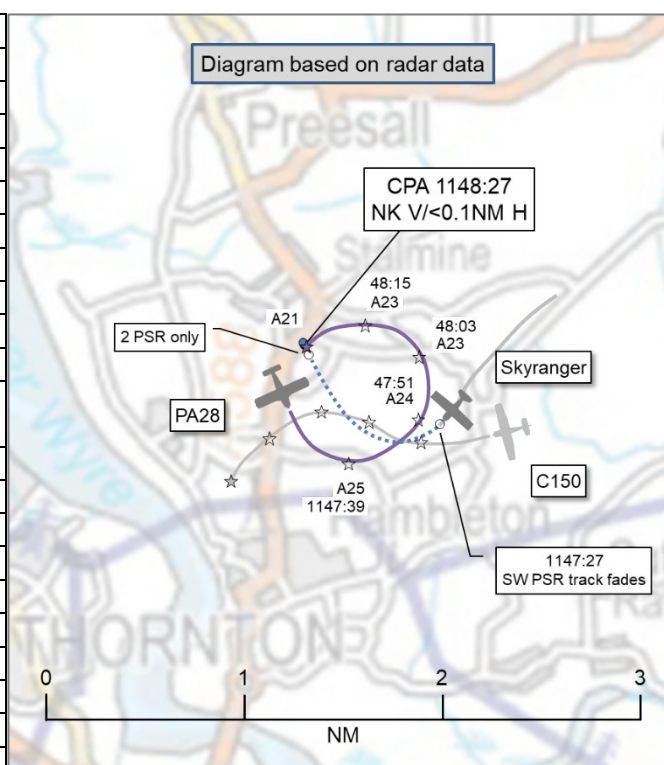 Diagram based on radar data
Preesall
CPA 1148:27
NK V/<0.1NM H
Stalmine
48:15
A23
A21
48:03
A23
2 PSR only
47:51
A24
Skyranger
PA28
C150
A25
1147:39
Hambleton
1147:27
SW PSR track fades
THORNTON
0 1 2 3
NM